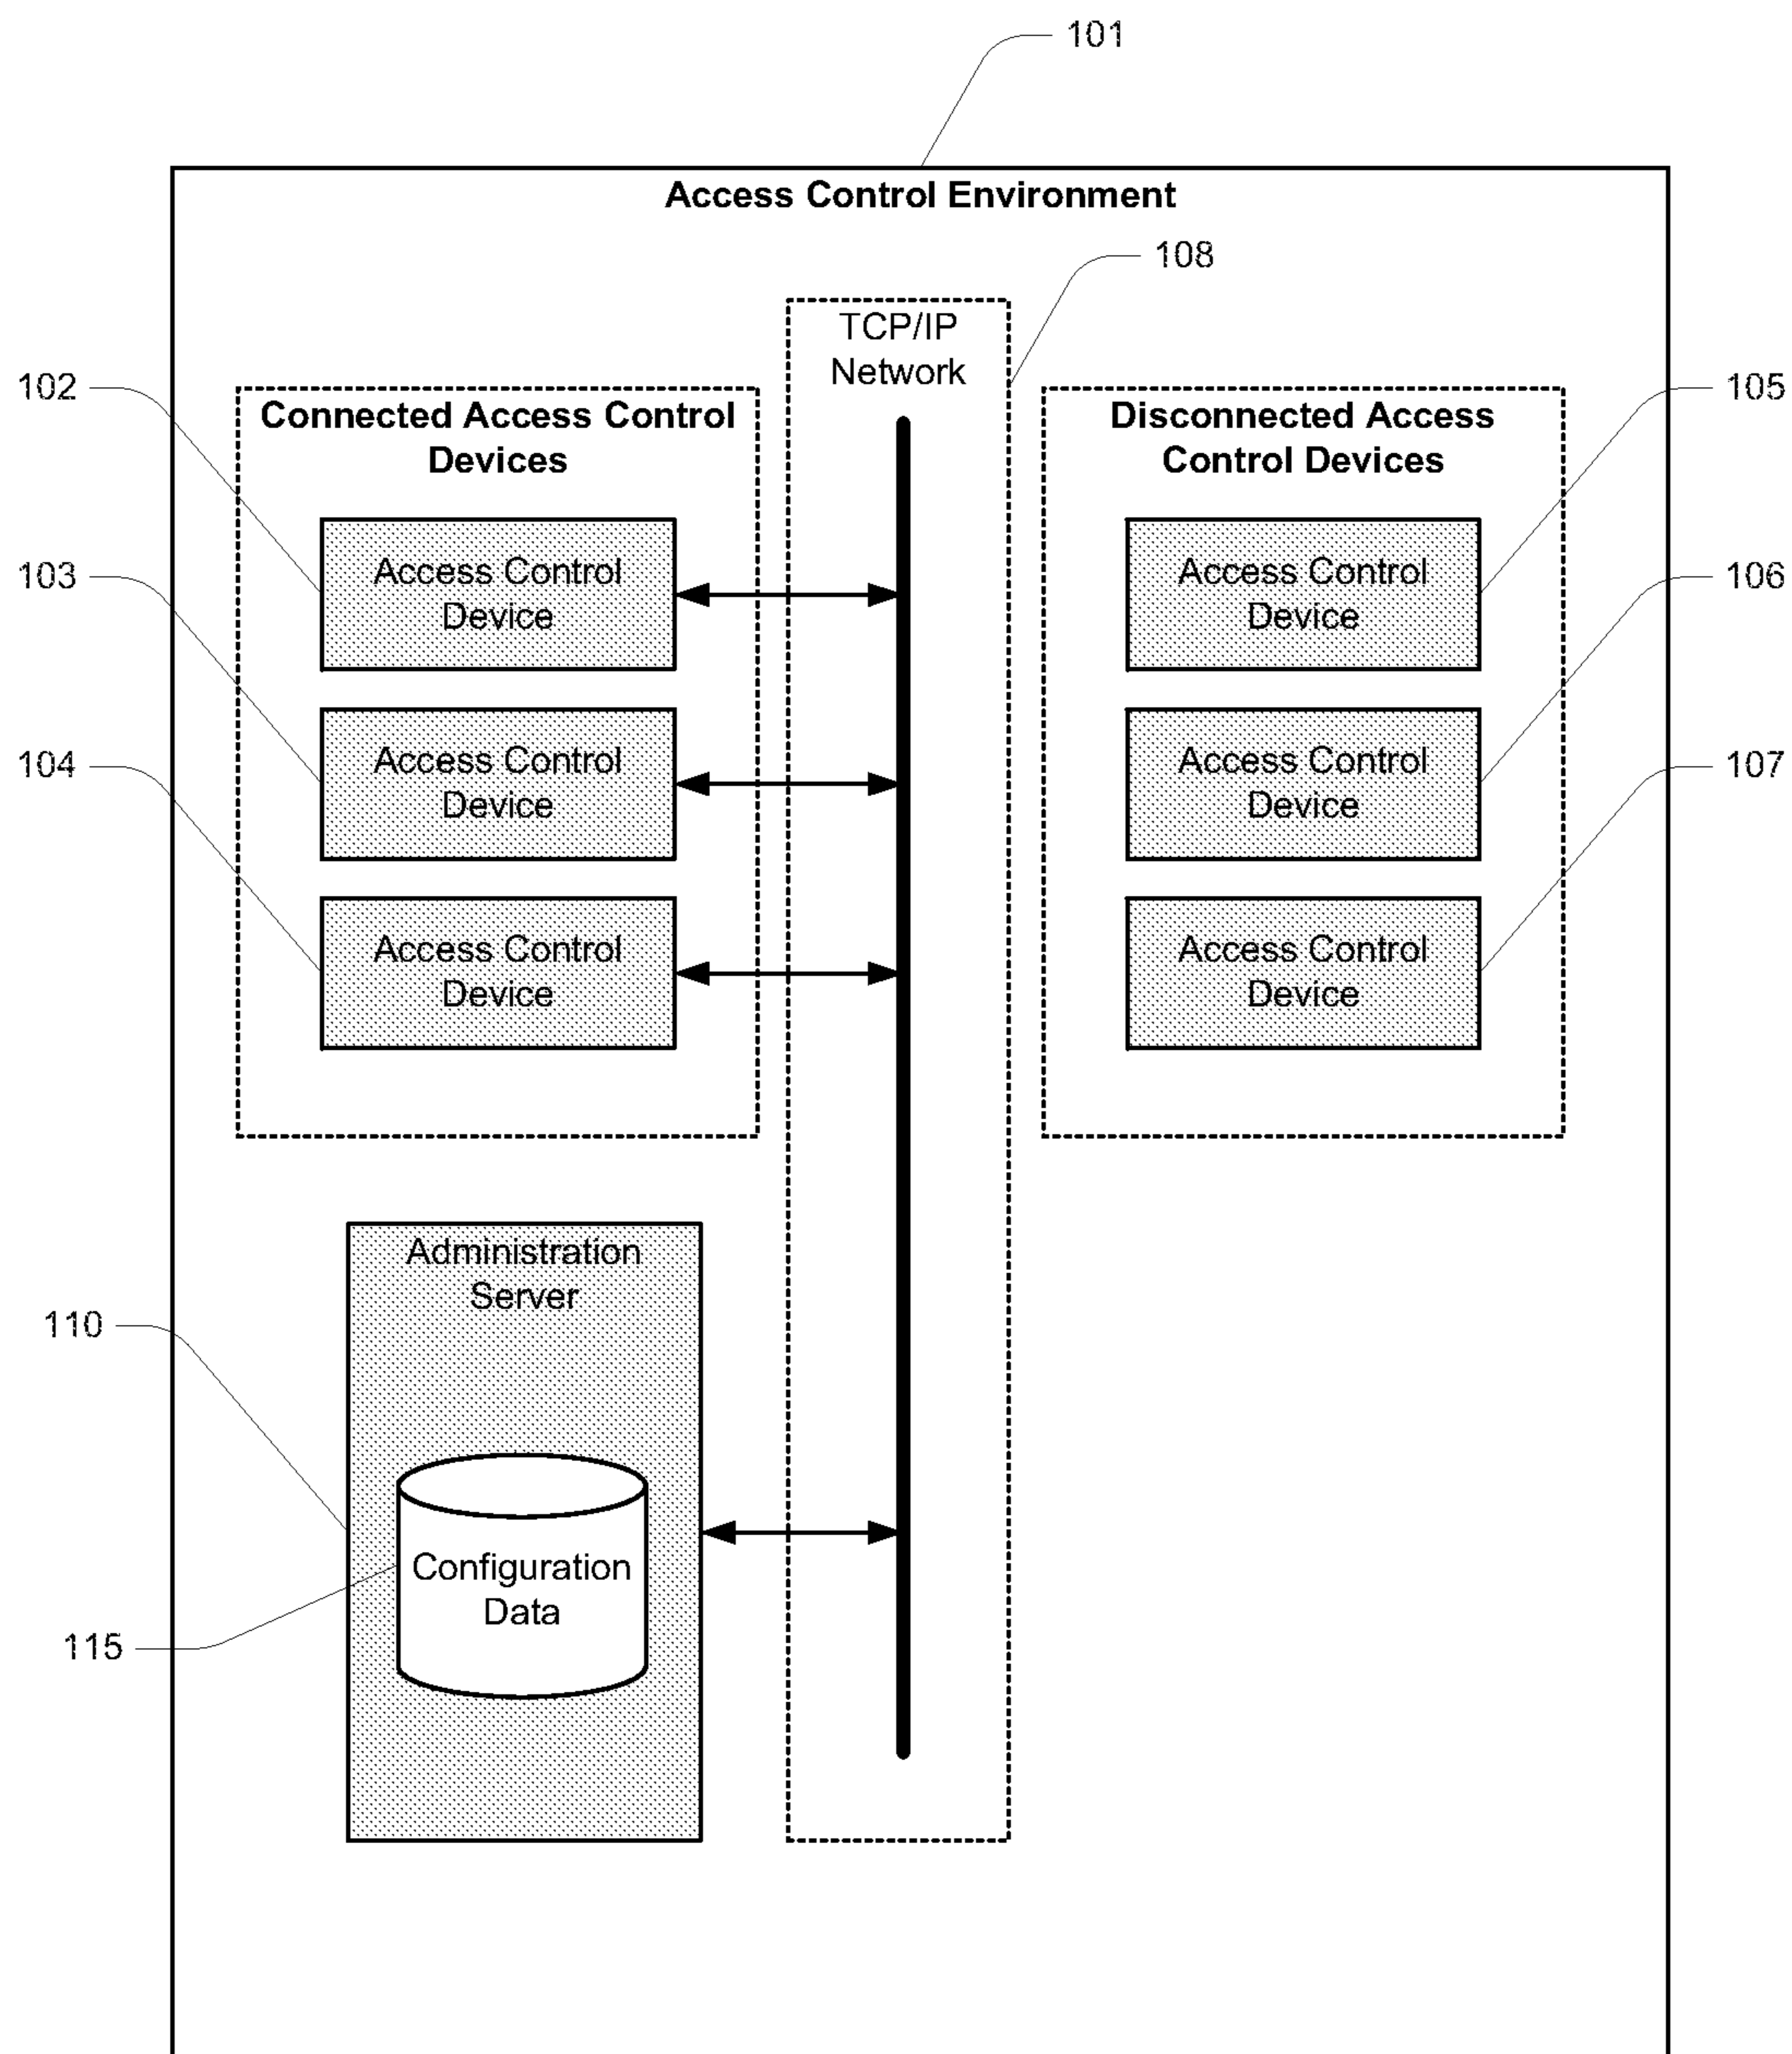 101
Access Control Environment
108
TCP/IP
Network
102
105
Connected Access Control
Devices
Disconnected Access
Control Devices
103
Access Control
Device
Access Control
Device
106
104
Access Control
Device
Access Control
Device
107
Access Control
Device
Access Control
Device
Administration
Server
110
Configuration
Data
115